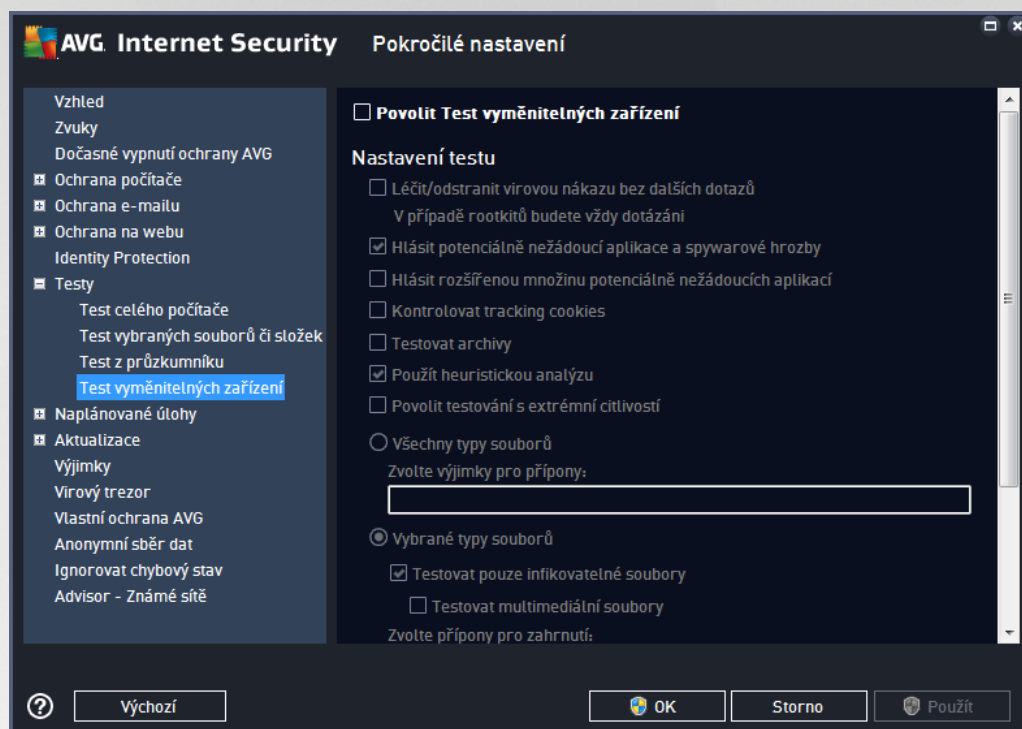 AVG. Internet Security
Pokročilé nastavení
Vzhled
Zvuky
Dočasné vypnutí ochrany AVG
Ochrana počítače
Ochrana e-mailu
Ochrana na webu
Identity Protection
Testy
Test celého počítače
Test vybraných souborů či složek
Test z průzkumníku
Test vyměnitelných zařízení
Naplánované úlohy
Aktualizace
Výjimky
Virový trezor
Vlastní ochrana AVG
Anonymní sběr dat
Ignorovat chybový stav
Advisor - Známé sítě
Povolit Test vyměnitelných zařízení
Nastavení testu
Léčit/odstranit virovou nákazu bez dalších dotazů
V případě rootkitů budete vždy dotázáni
Hlásit potenciálně nežádoucí aplikace a spywarové hrozby
Hlásit rozšířenou množinu potenciálně nežádoucích aplikací
Kontrolovat tracking cookies
Testovat archivy
Použít heuristickou analýzu
Povolit testování s extrémní citlivostí
Všechny typy souborů
Zvolte výjimky pro přípony:
Vybrané typy souborů
Testovat pouze infikovatelné soubory
Testovat multimediální soubory
Zvolte přípony pro zahrnutí:
Výchozí
OK
Storno
Použít